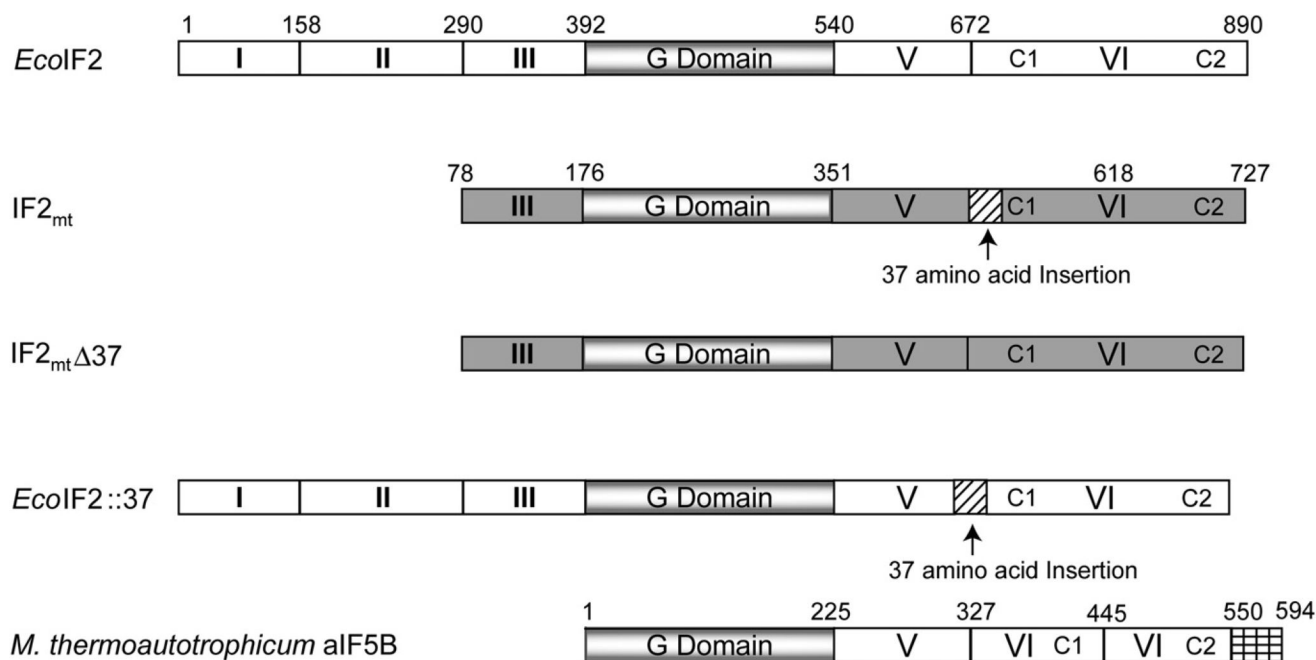 1 158 290 392 540 672 890
EcoIF2 I II III G Domain V C1 VI C2
78 176 351 618 727
IF2mt III G Domain V C1 VI C2
37 amino acid Insertion
IF2mtΔ37 III G Domain V C1 VI C2
EcoIF2::37 I II III G Domain V C1 VI C2
37 amino acid Insertion
1 225 327 445 550 594
M. thermoautotrophicum aIF5B G Domain V VI C1 VI C2